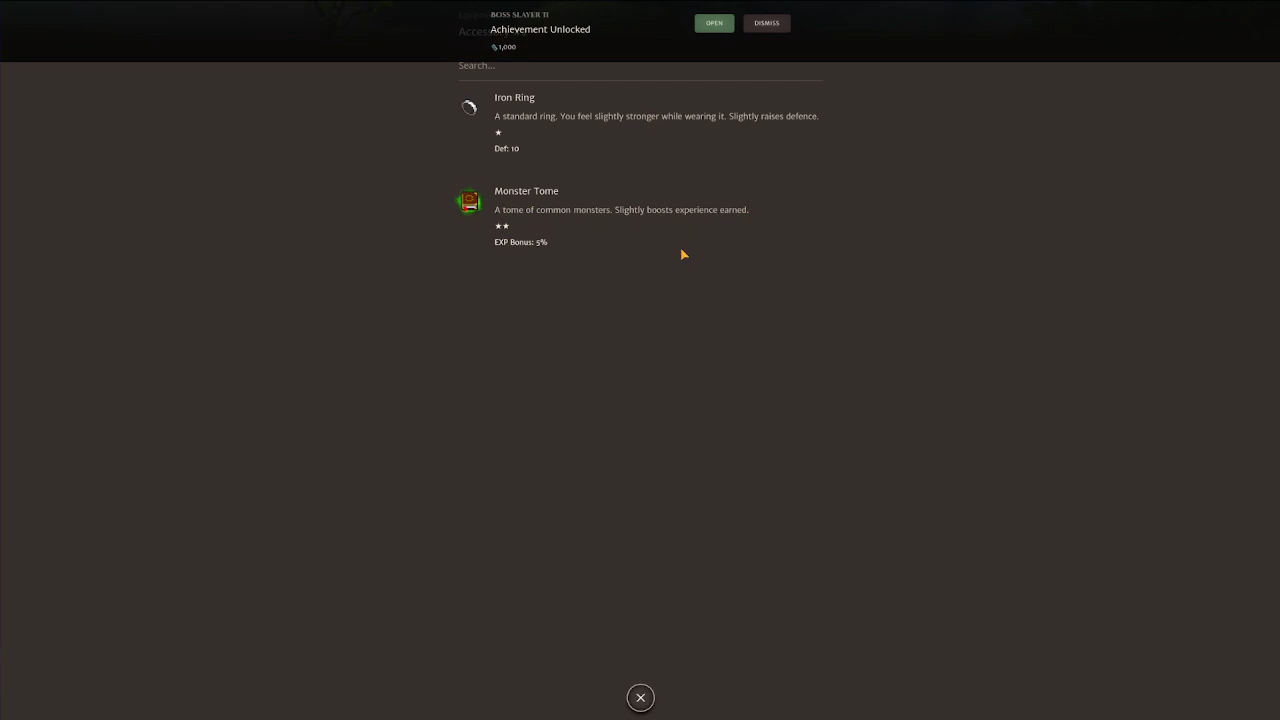 BOSS SLAYER II
Achievement Unlocked
1,000
OPEN
DISMISS
Search...
Iron Ring
A standard ring. You feel slightly stronger while wearing it. Slightly raises defence.
★
Def: 10
Monster Tome
A tome of common monsters. Slightly boosts experience earned.
★★
EXP Bonus: 5%